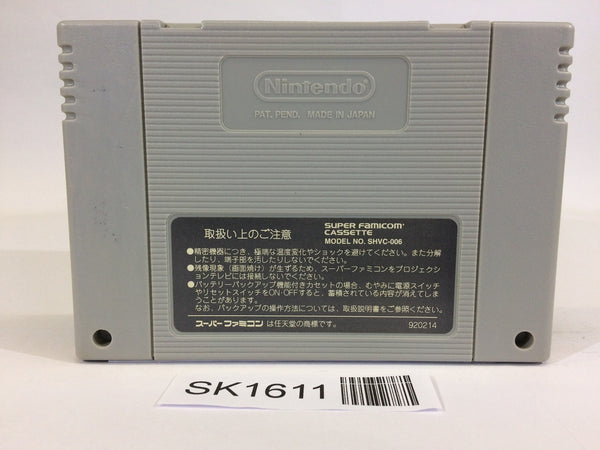 Nintendo
PAT. PEND. MADE IN JAPAN
取扱い上のご注意
SUPER FAMICOM
CASSETTE
MODEL NO. SHVC-006
●精密機器につき、極端な温度変化やショックを避けてください。また分解
したり、端子部を汚したりしないでください。
●残像現象（画面焼け）が生ずるため、スーパーファミコンをプロジェクシ
ョンテレビには接続しないでください。
●バッテリーバックアップ機能付きカセットの場合、むやみに電源スイッチ
やリセットスイッチをON・OFFすると、蓄積されている内容が消えてしま
うことがあります。
なお、バックアップの操作方法については、取扱説明書をご参照ください。
スーパーファミコン は任天堂の商標です。
920214
SK1611